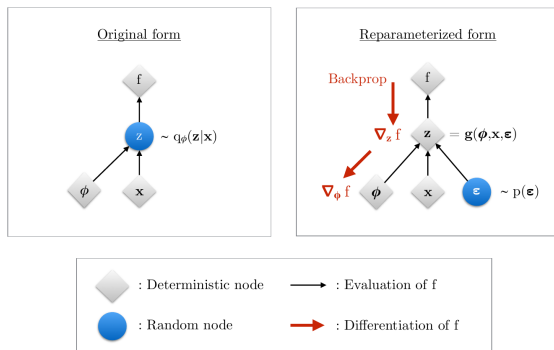 Original form
f
z ~ qϕ(z|x)
ϕ x
Reparameterized form
Backprop f
∇z f z = g(ϕ,x,ε)
∇ϕ f ϕ x ε ~ p(ε)
: Deterministic node : Evaluation of f
: Random node : Differentiation of f